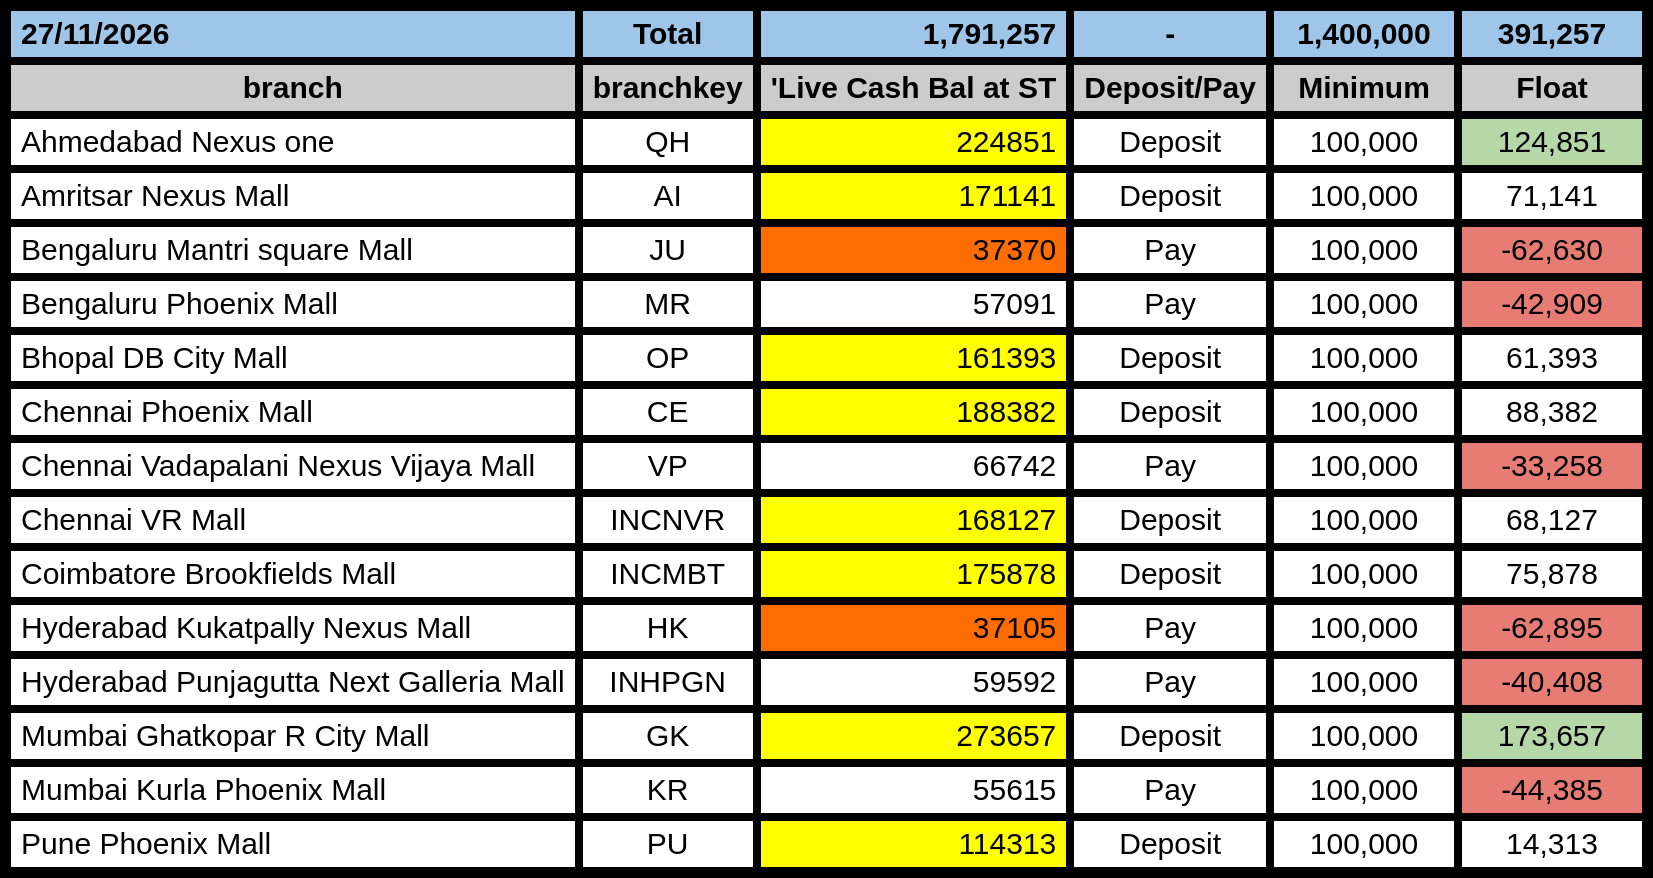 27/11/2026 Total 1,791,257 - 1,400,000 391,257
branch branchkey 'Live Cash Bal at ST Deposit/Pay Minimum Float
Ahmedabad Nexus one QH 224851 Deposit 100,000 124,851
Amritsar Nexus Mall AI 171141 Deposit 100,000 71,141
Bengaluru Mantri square Mall JU 37370 Pay 100,000 -62,630
Bengaluru Phoenix Mall MR 57091 Pay 100,000 -42,909
Bhopal DB City Mall OP 161393 Deposit 100,000 61,393
Chennai Phoenix Mall CE 188382 Deposit 100,000 88,382
Chennai Vadapalani Nexus Vijaya Mall VP 66742 Pay 100,000 -33,258
Chennai VR Mall INCNVR 168127 Deposit 100,000 68,127
Coimbatore Brookfields Mall INCMBT 175878 Deposit 100,000 75,878
Hyderabad Kukatpally Nexus Mall HK 37105 Pay 100,000 -62,895
Hyderabad Punjagutta Next Galleria Mall INHPGN 59592 Pay 100,000 -40,408
Mumbai Ghatkopar R City Mall GK 273657 Deposit 100,000 173,657
Mumbai Kurla Phoenix Mall KR 55615 Pay 100,000 -44,385
Pune Phoenix Mall PU 114313 Deposit 100,000 14,313